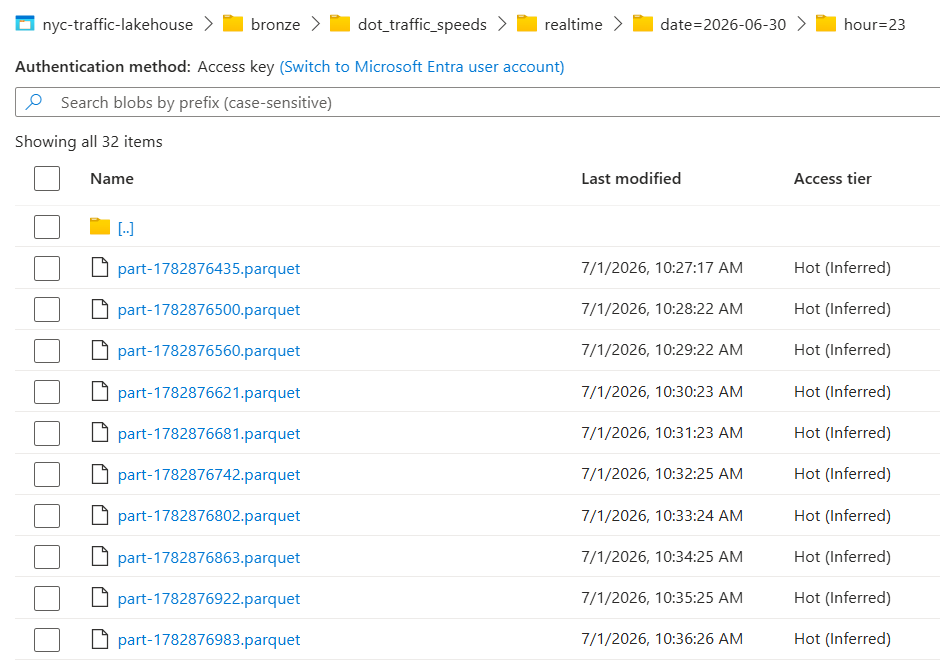 nyc-traffic-lakehouse > bronze > dot_traffic_speeds > realtime > date=2026-06-30 > hour=23
Authentication method: Access key (Switch to Microsoft Entra user account)
Search blobs by prefix (case-sensitive)
Showing all 32 items
Name Last modified Access tier
[..]
part-1782876435.parquet 7/1/2026, 10:27:17 AM Hot (Inferred)
part-1782876500.parquet 7/1/2026, 10:28:22 AM Hot (Inferred)
part-1782876560.parquet 7/1/2026, 10:29:22 AM Hot (Inferred)
part-1782876621.parquet 7/1/2026, 10:30:23 AM Hot (Inferred)
part-1782876681.parquet 7/1/2026, 10:31:23 AM Hot (Inferred)
part-1782876742.parquet 7/1/2026, 10:32:25 AM Hot (Inferred)
part-1782876802.parquet 7/1/2026, 10:33:24 AM Hot (Inferred)
part-1782876863.parquet 7/1/2026, 10:34:25 AM Hot (Inferred)
part-1782876922.parquet 7/1/2026, 10:35:25 AM Hot (Inferred)
part-1782876983.parquet 7/1/2026, 10:36:26 AM Hot (Inferred)